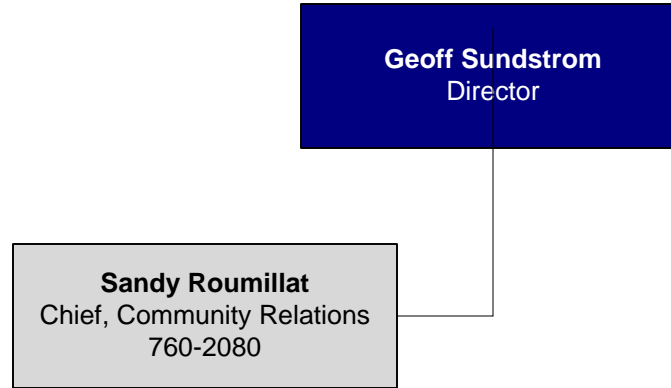 Geoff Sundstrom
Director
Sandy Roumillat
Chief, Community Relations
760-2080